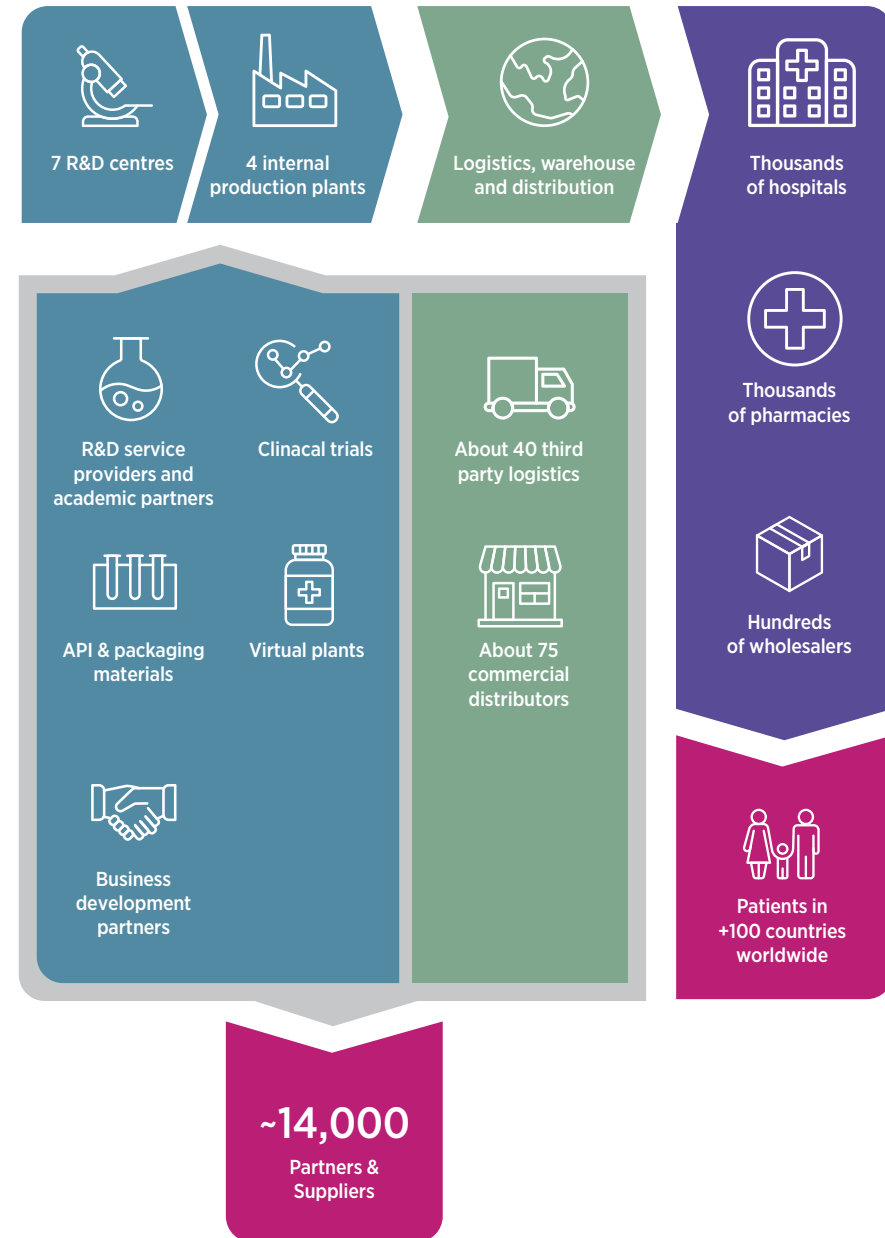 7 R&D centres
4 internal
production plants
Logistics, warehouse
and distribution
Thousands
of hospitals
R&D service
providers and
academic partners
Clinacal trials
API & packaging
materials
Virtual plants
Business
development
partners
About 40 third
party logistics
About 75
commercial
distributors
Thousands
of pharmacies
Hundreds
of wholesalers
Patients in
+100 countries
worldwide
~14,000
Partners &
Suppliers